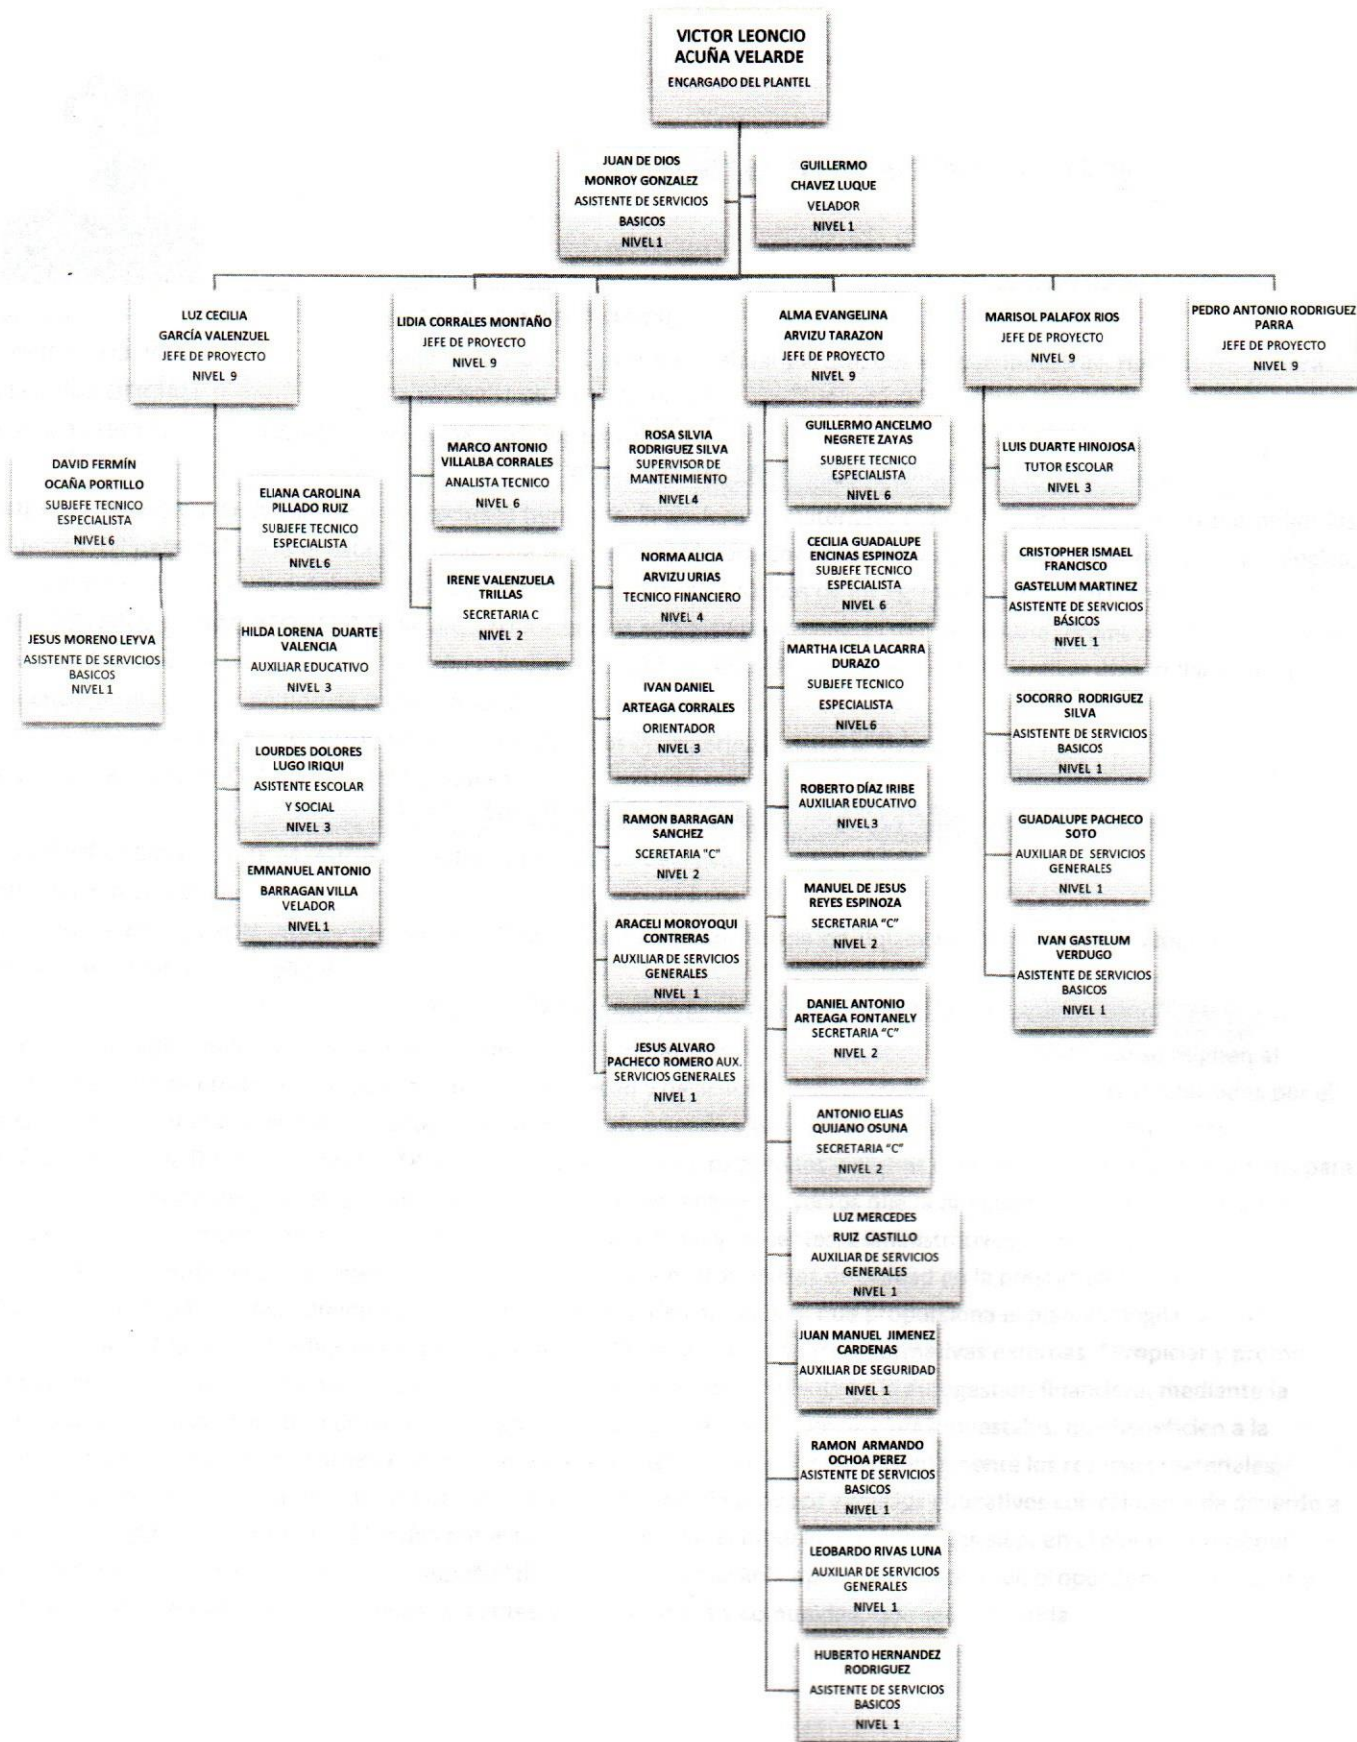 VICTOR LEONCIO
ACUÑA VELARDE
ENCARGADO DEL PLANTEL
JUAN DE DIOS
MONROY GONZALEZ
ASISTENTE DE SERVICIOS
BASICOS
NIVEL 1
GUILLERMO
CHAVEZ LUQUE
VELADOR
NIVEL 1
LUZ CECILIA
GARCÍA VALENZUEL
JEFE DE PROYECTO
NIVEL 9
LIDIA CORRALES MONTAÑO
JEFE DE PROYECTO
NIVEL 9
ALMA EVANGELINA
ARVIZU TARAZON
JEFE DE PROYECTO
NIVEL 9
MARISOL PALAFOX RIOS
JEFE DE PROYECTO
NIVEL 9
PEDRO ANTONIO RODRIGUEZ
PARRA
JEFE DE PROYECTO
NIVEL 9
DAVID FERMÍN
OCAÑA PORTILLO
SUBJEFE TECNICO
ESPECIALISTA
NIVEL 6
JESUS MORENO LEYVA
ASISTENTE DE SERVICIOS
BASICOS
NIVEL 1
ELIANA CAROLINA
PILLADO RUIZ
SUBJEFE TECNICO
ESPECIALISTA
NIVEL 6
HILDA LORENA DUARTE
VALENCIA
AUXILIAR EDUCATIVO
NIVEL 3
LOURDES DOLORES
LUGO IRIQUI
ASISTENTE ESCOLAR
Y SOCIAL
NIVEL 3
EMMANUEL ANTONIO
BARRAGAN VILLA
VELADOR
NIVEL 1
MARCO ANTONIO
VILLALBA CORRALES
ANALISTA TECNICO
NIVEL 6
IRENE VALENZUELA
TRILLAS
SECRETARIA C
NIVEL 2
ROSA SILVIA
RODRIGUEZ SILVA
SUPERVISOR DE
MANTENIMIENTO
NIVEL 4
NORMA ALICIA
ARVIZU URIAS
TECNICO FINANCIERO
NIVEL 4
IVAN DANIEL
ARTEAGA CORRALES
ORIENTADOR
NIVEL 3
RAMON BARRAGAN
SANCHEZ
SCERETARIA "C"
NIVEL 2
ARACELI MOROYOQUI
CONTRERAS
AUXILIAR DE SERVICIOS
GENERALES
NIVEL 1
JESUS ALVARO
PACHECO ROMERO AUX.
SERVICIOS GENERALES
NIVEL 1
GUILLERMO ANCELMO
NEGRETE ZAYAS
SUBJEFE TECNICO
ESPECIALISTA
NIVEL 6
CECILIA GUADALUPE
ENCINAS ESPINOZA
SUBJEFE TECNICO
ESPECIALISTA
NIVEL 6
MARTHA ICELA LACARRA
DURAZO
SUBJEFE TECNICO
ESPECIALISTA
NIVEL 6
ROBERTO DÍAZ IRIBE
AUXILIAR EDUCATIVO
NIVEL 3
MANUEL DE JESUS
REYES ESPINOZA
SECRETARIA “C”
NIVEL 2
DANIEL ANTONIO
ARTEAGA FONTANELY
SECRETARIA “C”
NIVEL 2
ANTONIO ELIAS
QUIJANO OSUNA
SECRETARIA “C”
NIVEL 2
LUZ MERCEDES
RUIZ CASTILLO
AUXILIAR DE SERVICIOS
GENERALES
NIVEL 1
JUAN MANUEL JIMENEZ
CARDENAS
AUXILIAR DE SEGURIDAD
NIVEL 1
RAMON ARMANDO
OCHOA PEREZ
ASISTENTE DE SERVICIOS
BASICOS
NIVEL 1
LEOBARDO RIVAS LUNA
AUXILIAR DE SERVICIOS
GENERALES
NIVEL 1
HUBERTO HERNANDEZ
RODRIGUEZ
ASISTENTE DE SERVICIOS
BASICOS
NIVEL 1
LUIS DUARTE HINOJOSA
TUTOR ESCOLAR
NIVEL 3
CRISTOPHER ISMAEL
FRANCISCO
GASTELUM MARTINEZ
ASISTENTE DE SERVICIOS
BÁSICOS
NIVEL 1
SOCORRO RODRIGUEZ
SILVA
ASISTENTE DE SERVICIOS
BASICOS
NIVEL 1
GUADALUPE PACHECO
SOTO
AUXILIAR DE SERVICIOS
GENERALES
NIVEL 1
IVAN GASTELUM
VERDUGO
ASISTENTE DE SERVICIOS
BASICOS
NIVEL 1